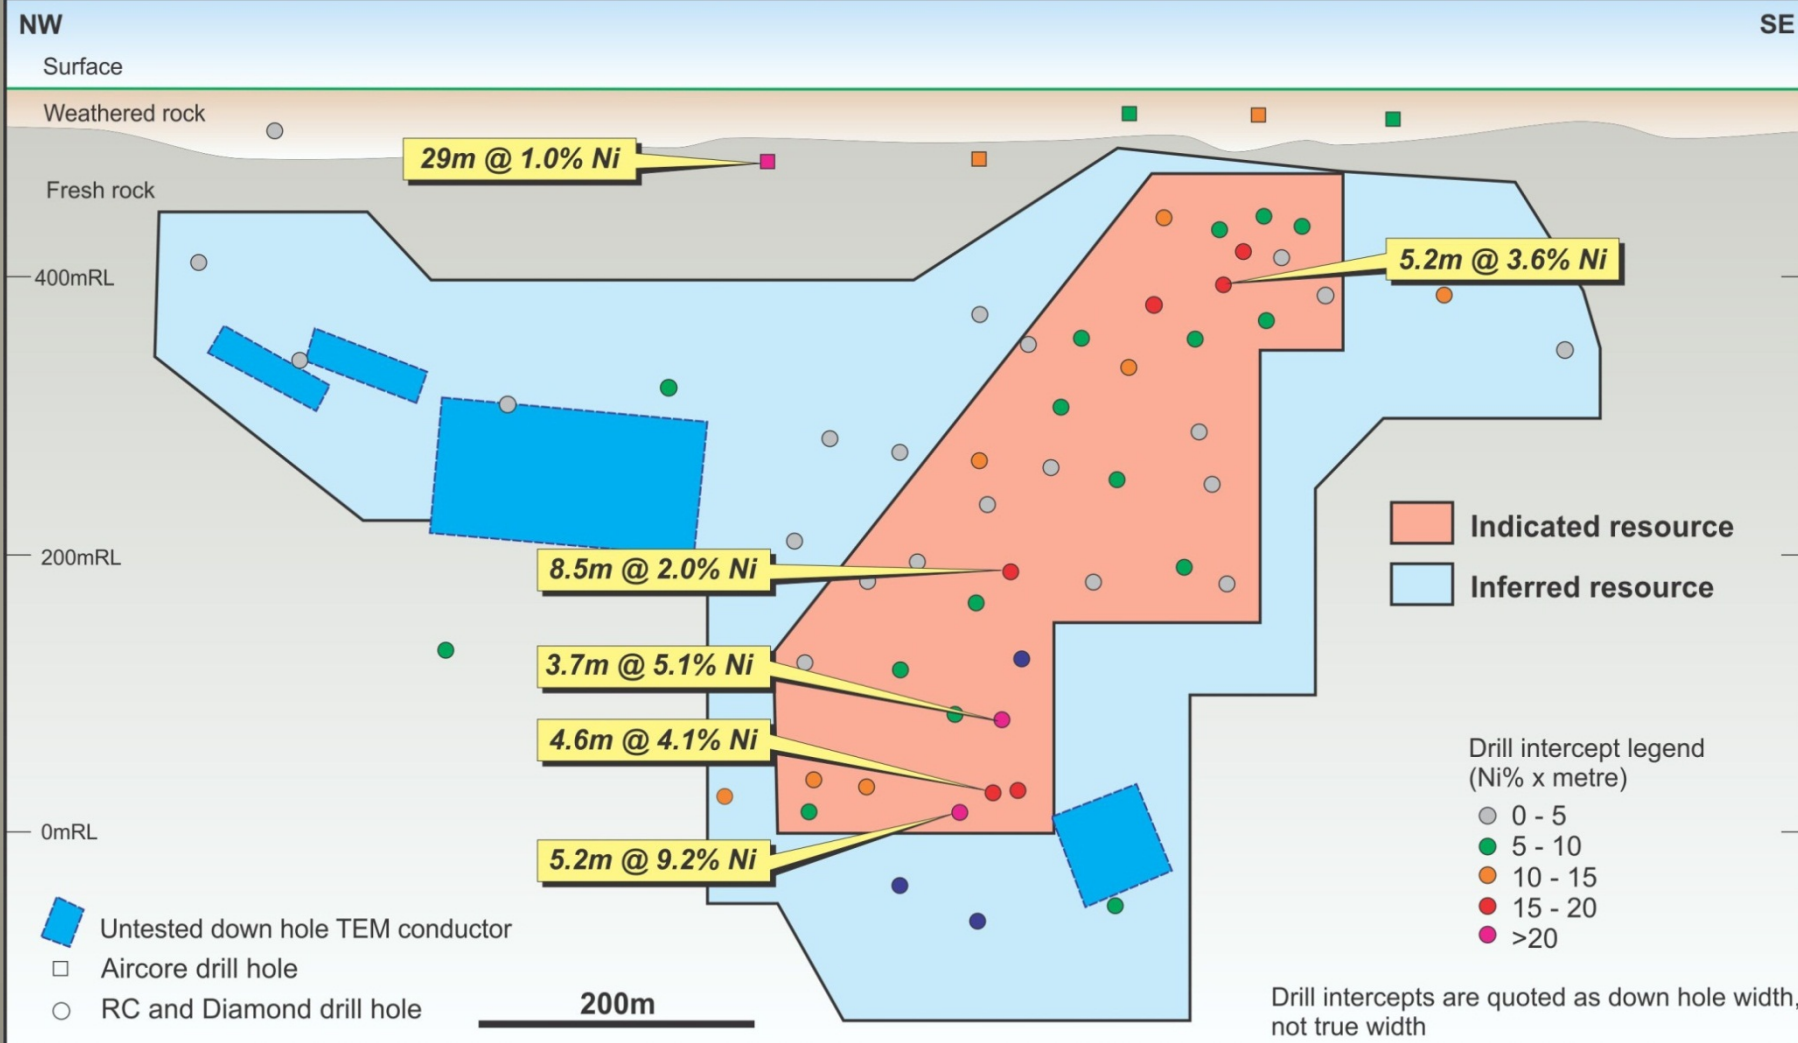 NW
SE
Surface
Weathered rock
29m @ 1.0% Ni
Fresh rock
5.2m @ 3.6% Ni
400mRL
Indicated resource
200mRL
8.5m @ 2.0% Ni
Inferred resource
3.7m @ 5.1% Ni
4.6m @ 4.1% Ni
Drill intercept legend
(Ni% x metre)
0 - 5
0mRL
5 - 10
5.2m @ 9.2% Ni
10 - 15
15 - 20
>20
Untested down hole TEM conductor
Aircore drill hole
RC and Diamond drill hole
200m
Drill intercepts are quoted as down hole width,
not true width